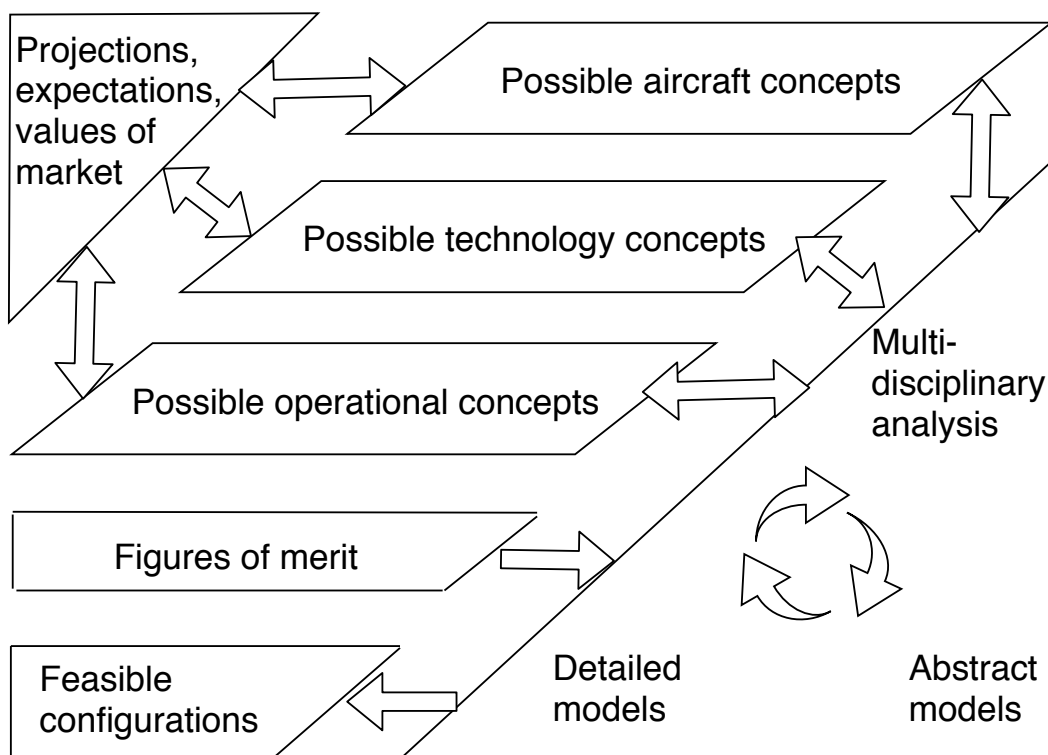 Projections,
expectations,
values of
market
Possible aircraft concepts
Possible technology concepts
Possible operational concepts
Multi-
disciplinary
analysis
Figures of merit
Feasible
configurations
Detailed
models
Abstract
models